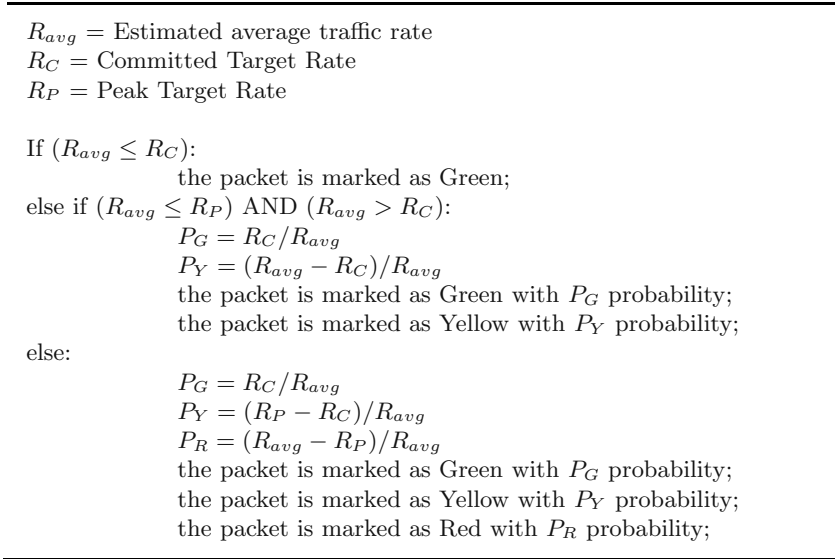 R_avg = Estimated average traffic rate
R_C = Committed Target Rate
R_P = Peak Target Rate
If (R_avg ≤ R_C):
the packet is marked as Green;
else if (R_avg ≤ R_P) AND (R_avg > R_C):
P_G = R_C/R_avg
P_Y = (R_avg − R_C)/R_avg
the packet is marked as Green with P_G probability;
the packet is marked as Yellow with P_Y probability;
else:
P_G = R_C/R_avg
P_Y = (R_P − R_C)/R_avg
P_R = (R_avg − R_P)/R_avg
the packet is marked as Green with P_G probability;
the packet is marked as Yellow with P_Y probability;
the packet is marked as Red with P_R probability;